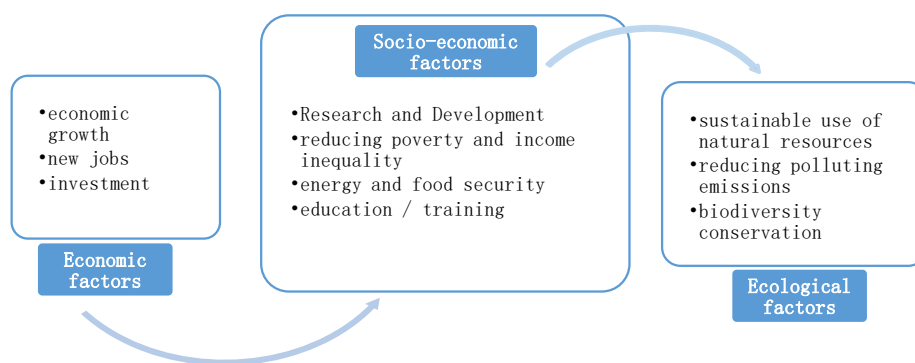 •economic
growth
•new jobs
•investment
Economic
factors
Socio-economic
factors
•Research and Development
•reducing poverty and income
inequality
•energy and food security
•education / training
•sustainable use of
natural resources
•reducing polluting
emissions
•biodiversity
conservation
Ecological
factors